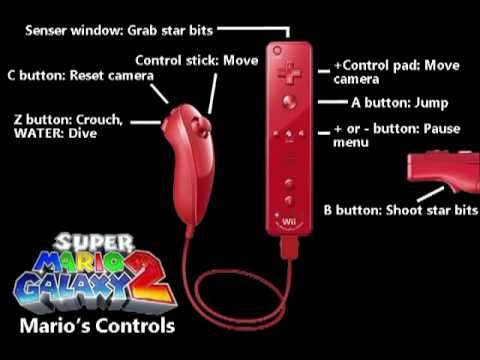 Senser window: Grab star bits
Control stick: Move
C button: Reset camera
+Control pad: Move
camera
A button: Jump
Z button: Crouch,
WATER: Dive
+ or - button: Pause
menu
B button: Shoot star bits
Wii
SUPER
MARIO
GALAXY 2
Mario's Controls